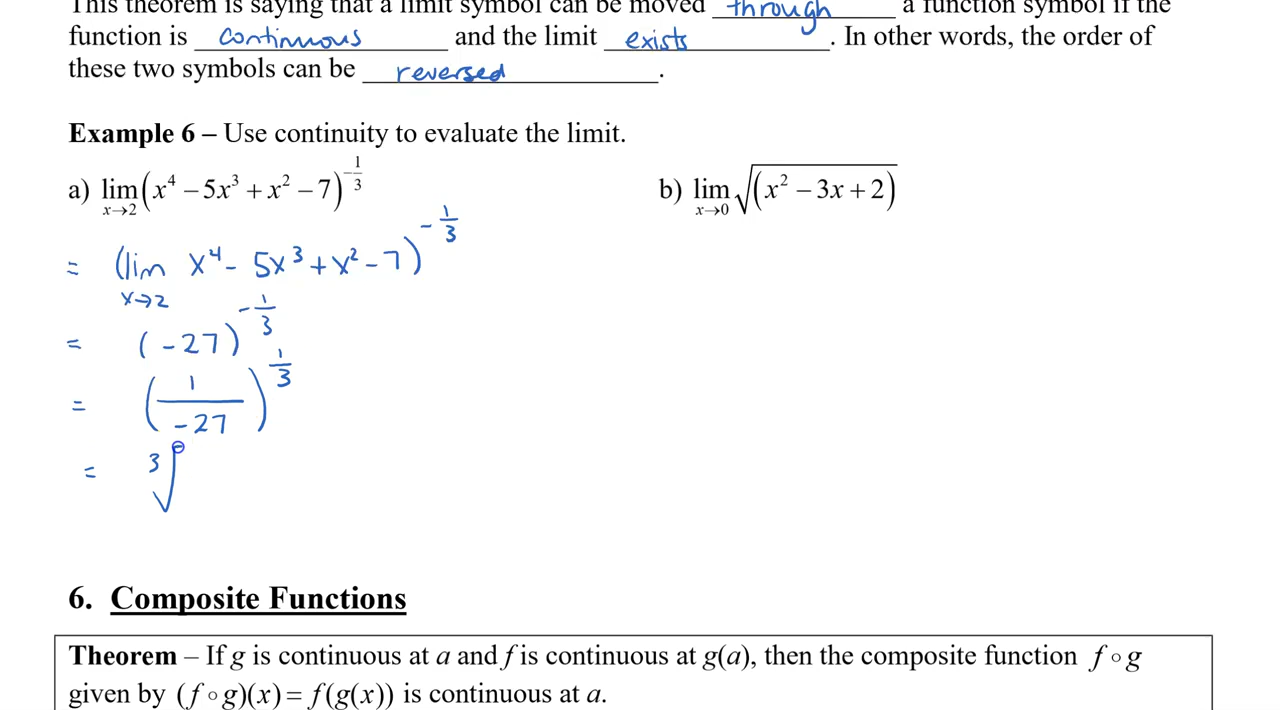 This theorem is saying that a limit symbol can be moved through a function symbol if the
function is continuous and the limit exists. In other words, the order of
these two symbols can be reversed.
Example 6 – Use continuity to evaluate the limit.
a) lim_{x→2} (x⁴ − 5x³ + x² − 7)^{−1/3} b) lim_{x→0} √(x² − 3x + 2)
= (lim_{x→2} x⁴ − 5x³ + x² − 7)^{−1/3}
= (−27)^{−1/3}
= (1/−27)^{1/3}
= ³√
6. Composite Functions
Theorem – If g is continuous at a and f is continuous at g(a), then the composite function f ∘ g
given by (f ∘ g)(x) = f(g(x)) is continuous at a.